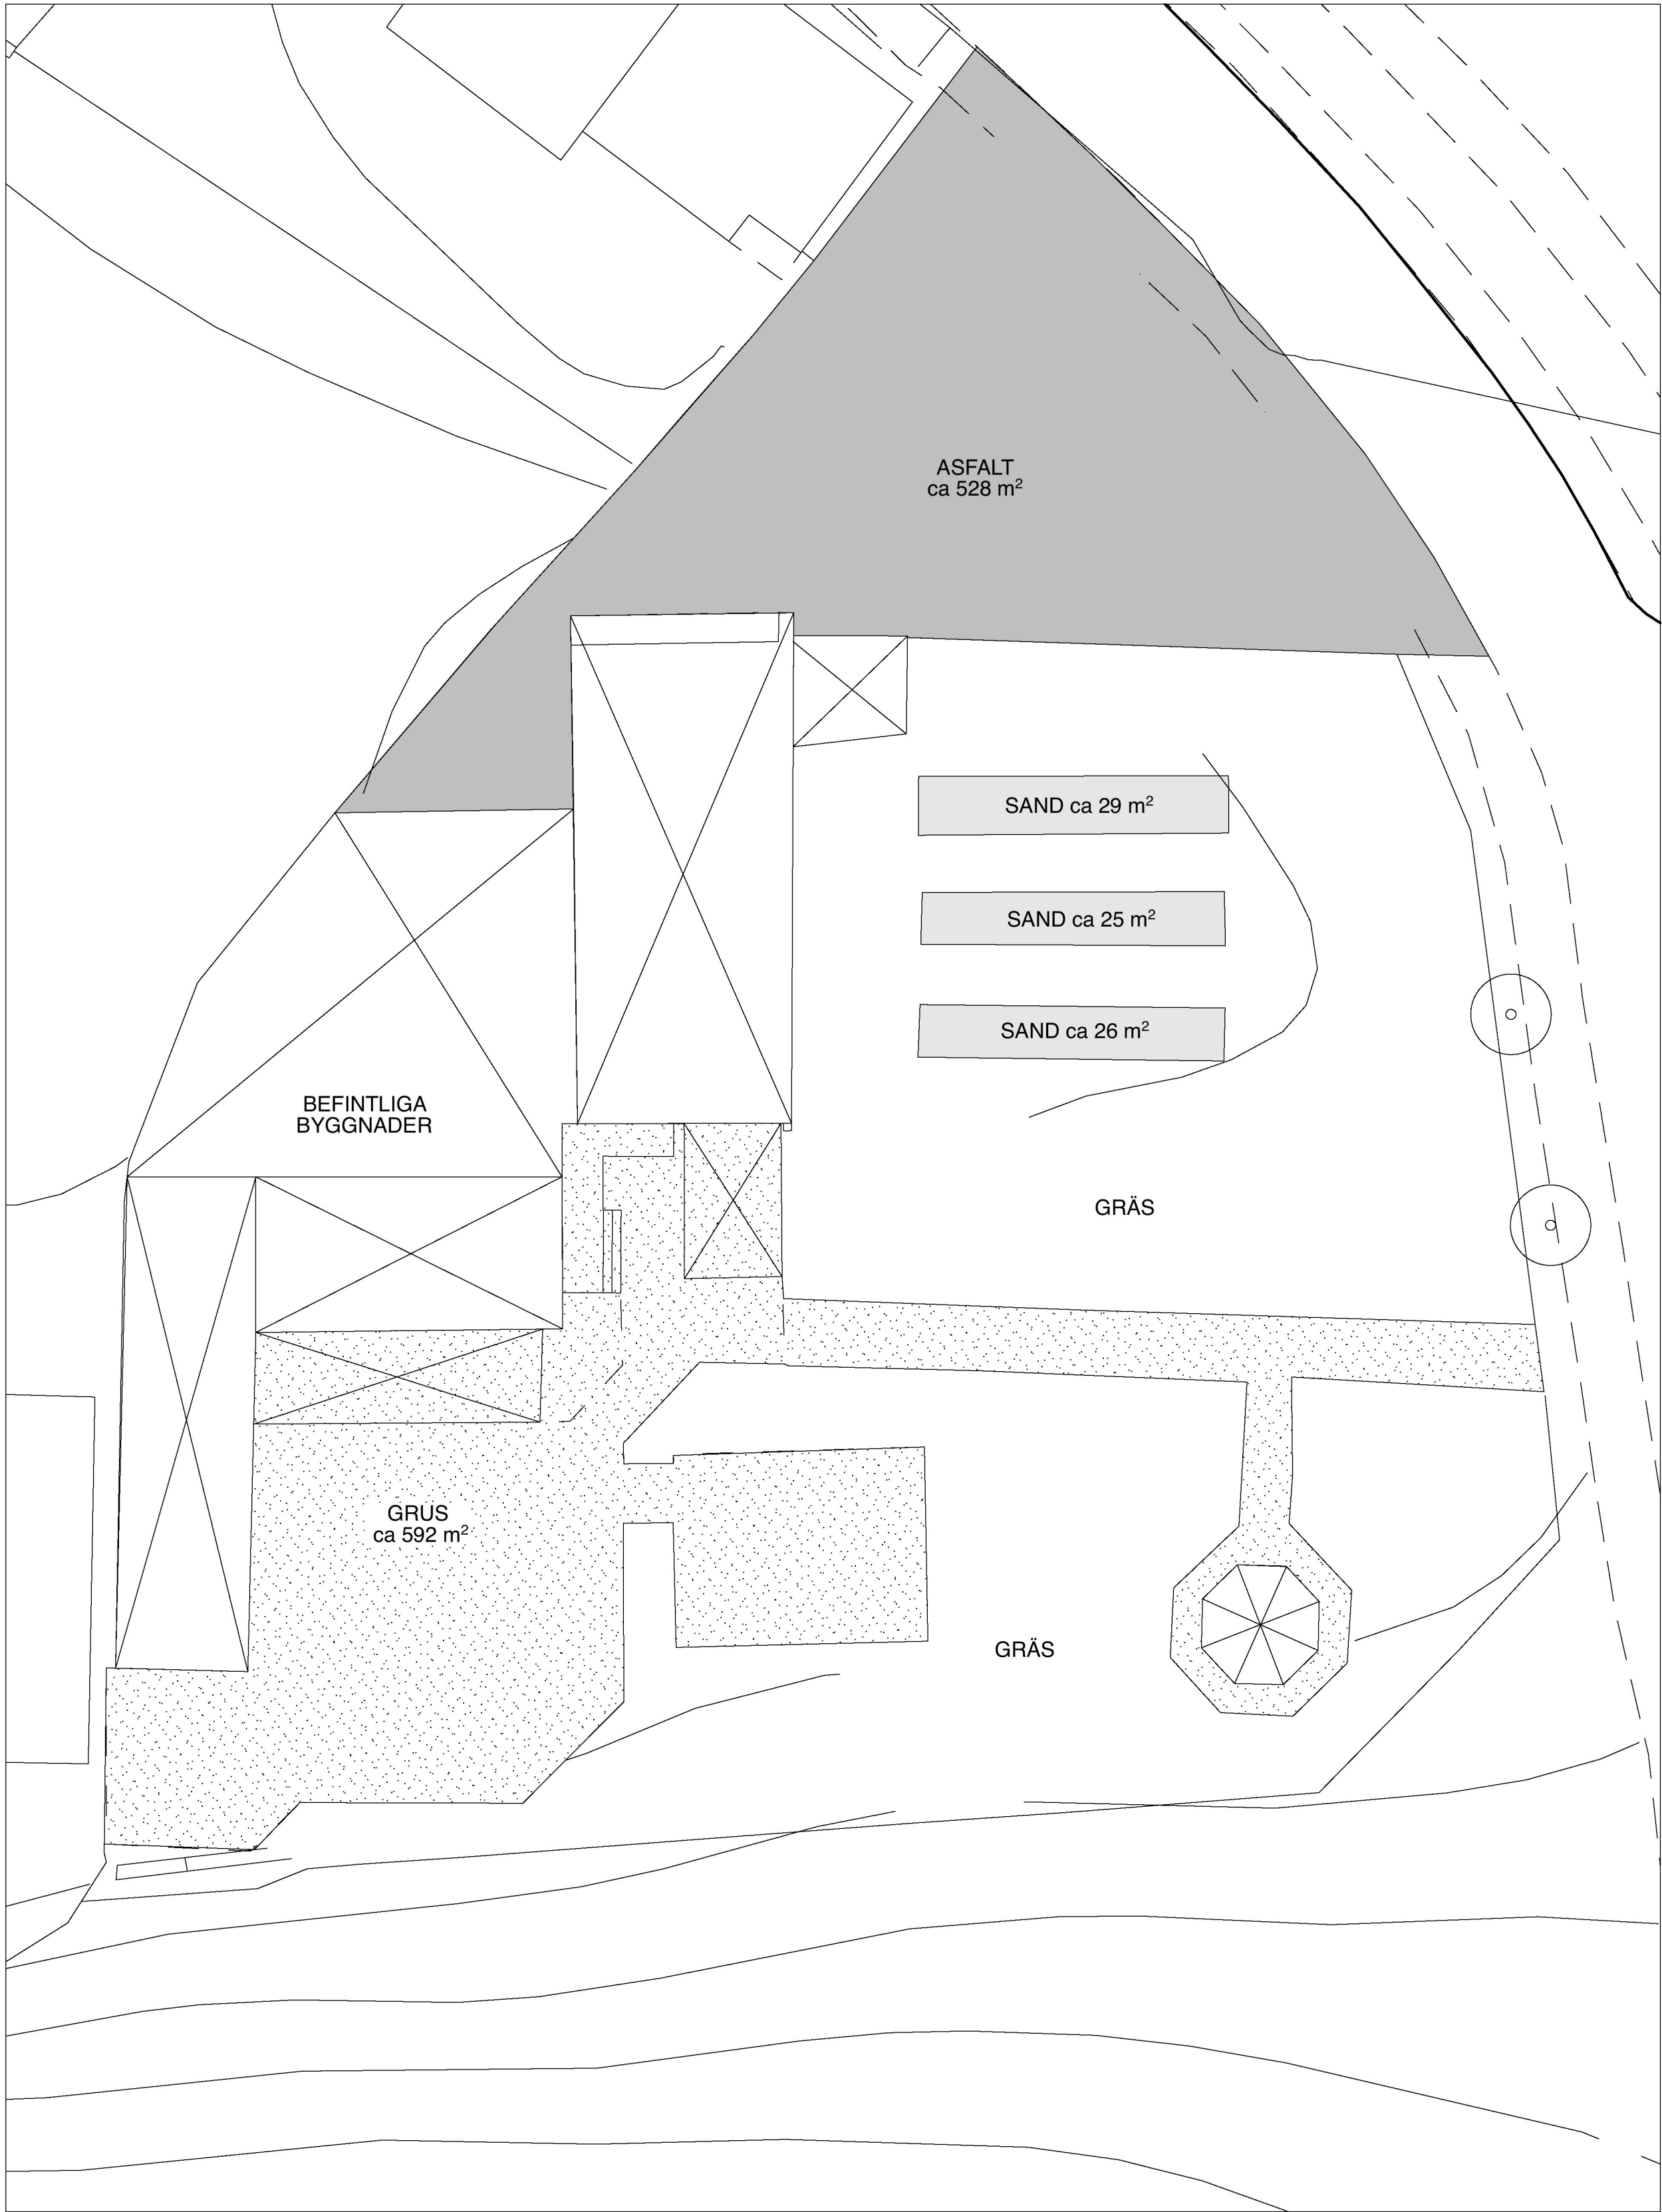 ASFALT
ca 528 m²
SAND ca 29 m²
SAND ca 25 m²
SAND ca 26 m²
BEFINTLIGA
BYGGNADER
GRÄS
GRUS
ca 592 m²
GRÄS